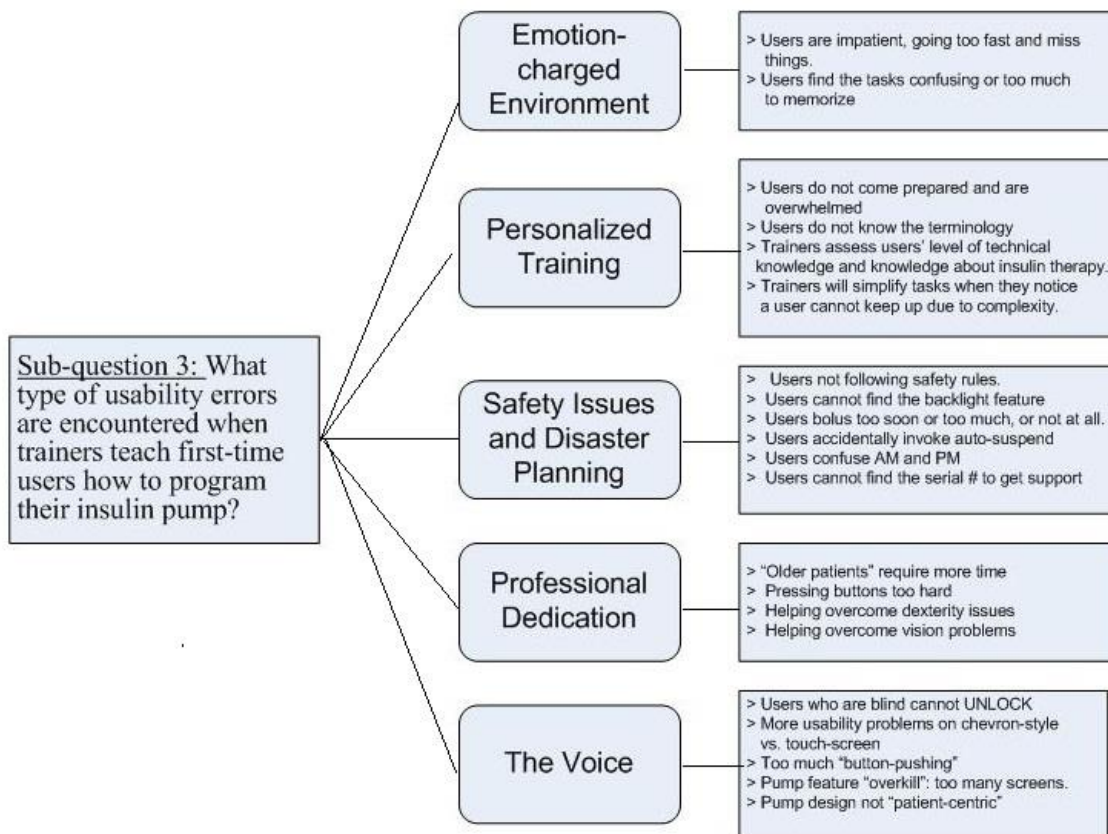 Sub-question 3: What
type of usability errors
are encountered when
trainers teach first-time
users how to program
their insulin pump?
Emotion-
charged
Environment
> Users are impatient, going too fast and miss
things.
> Users find the tasks confusing or too much
to memorize
Personalized
Training
> Users do not come prepared and are
overwhelmed
> Users do not know the terminology
> Trainers assess users' level of technical
knowledge and knowledge about insulin therapy.
> Trainers will simplify tasks when they notice
a user cannot keep up due to complexity.
Safety Issues
and Disaster
Planning
> Users not following safety rules.
> Users cannot find the backlight feature
> Users bolus too soon or too much, or not at all.
> Users accidentally invoke auto-suspend
> Users confuse AM and PM
> Users cannot find the serial # to get support
Professional
Dedication
> “Older patients” require more time
> Pressing buttons too hard
> Helping overcome dexterity issues
> Helping overcome vision problems
The Voice
> Users who are blind cannot UNLOCK
> More usability problems on chevron-style
vs. touch-screen
> Too much “button-pushing”
> Pump feature “overkill”: too many screens.
> Pump design not “patient-centric”